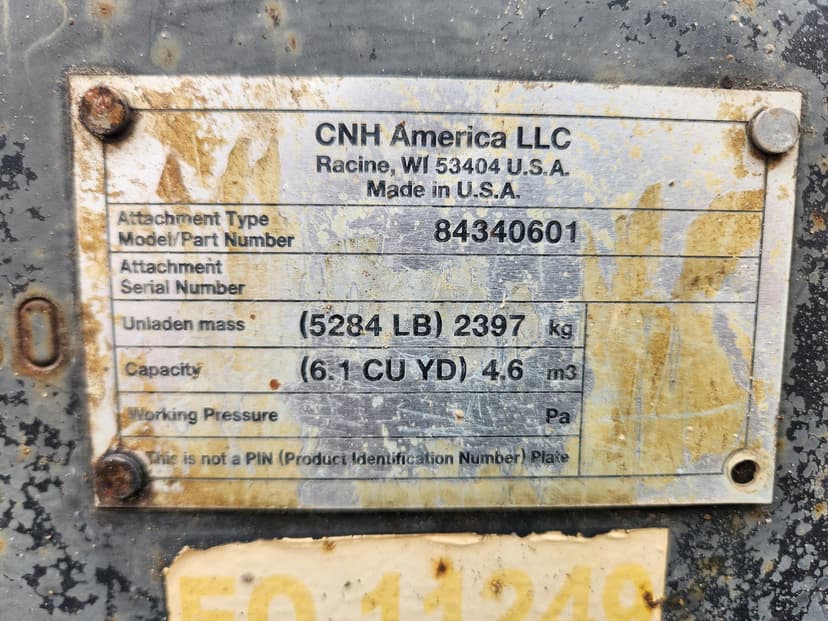 CNH America LLC
Racine, WI 53404 U.S.A.
Made in U.S.A.
Attachment Type
Model/Part Number 84340601
Attachment
Serial Number
Unladen mass (5284 LB) 2397 kg
Capacity (6.1 CU YD) 4.6 m3
Working Pressure Pa
This is not a PIN (Product Identification Number) Plate
EQ 11249